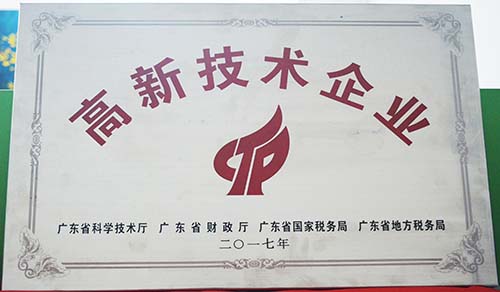 高新技术企业
广东省科学技术厅 广东省财政厅 广东省国家税务局 广东省地方税务局
二〇一七年